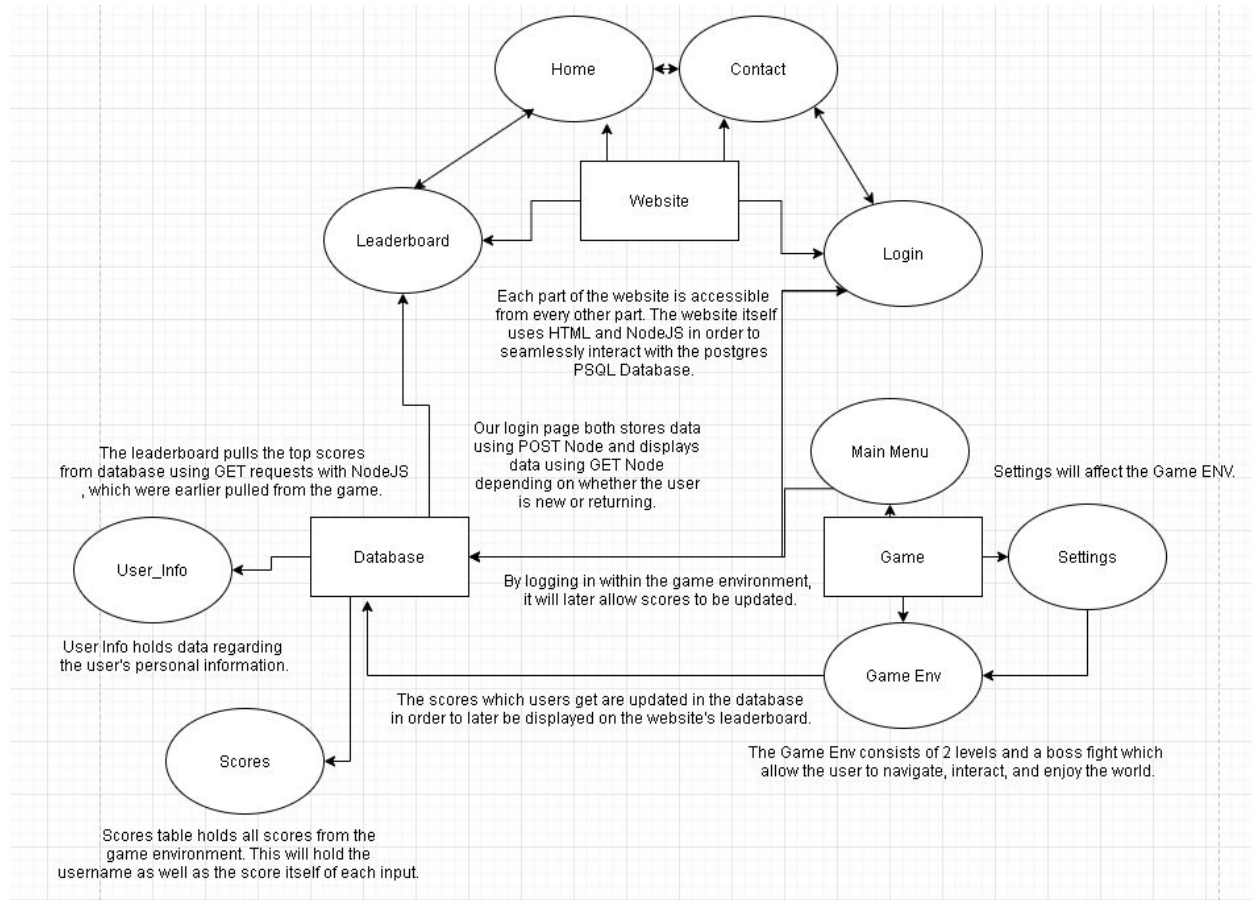 Home
Contact
Website
Leaderboard
Login
Each part of the website is accessible
from every other part. The website itself
uses HTML and NodeJS in order to
seamlessly interact with the postgres
PSQL Database.
The leaderboard pulls the top scores
from database using GET requests with NodeJS
, which were earlier pulled from the game.
Our login page both stores data
using POST Node and displays
data using GET Node
depending on whether the user
is new or returning.
Main Menu
Settings will affect the Game ENV.
User_Info
Database
Game
Settings
By logging in within the game environment,
it will later allow scores to be updated.
User Info holds data regarding
the user's personal information.
Game Env
The scores which users get are updated in the database
in order to later be displayed on the website's leaderboard.
Scores
The Game Env consists of 2 levels and a boss fight which
allow the user to navigate, interact, and enjoy the world.
Scores table holds all scores from the
game environment. This will hold the
username as well as the score itself of each input.